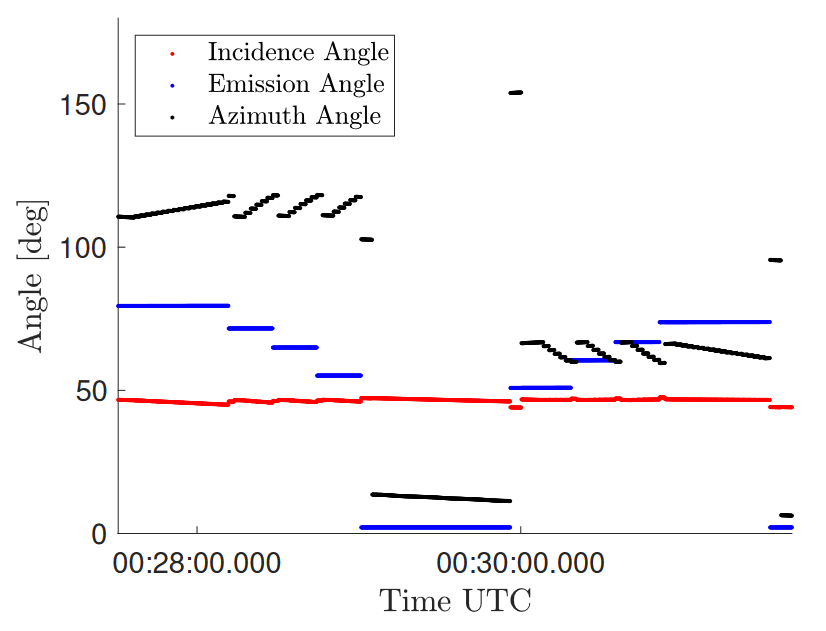 Incidence Angle
Emission Angle
Azimuth Angle
150
100
50
0
Angle [deg]
00:28:00.000 00:30:00.000
Time UTC